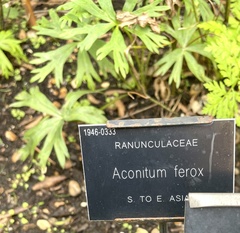 1946-0333
RANUNCULACEAE
Aconitum ferox
S. TO E. ASIA